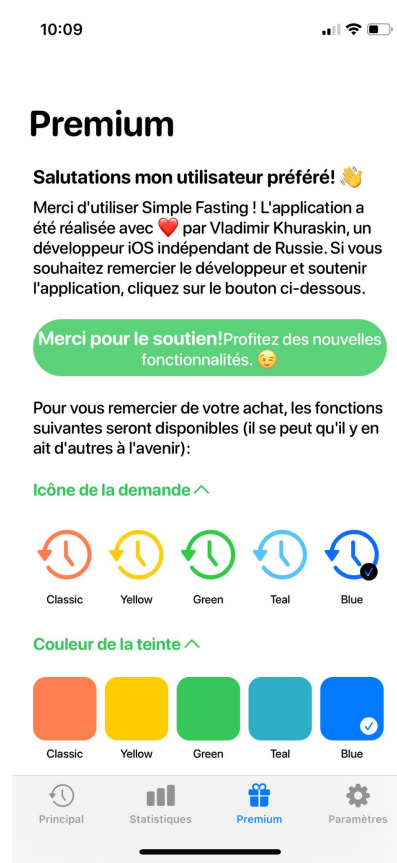 10:09
Premium
Salutations mon utilisateur préféré! 👋
Merci d'utiliser Simple Fasting ! L'application a
été réalisée avec ❤️ par Vladimir Khuraskin, un
développeur iOS indépendant de Russie. Si vous
souhaitez remercier le développeur et soutenir
l'application, cliquez sur le bouton ci-dessous.
Merci pour le soutien!Profitez des nouvelles
fonctionnalités. 😉
Pour vous remercier de votre achat, les fonctions
suivantes seront disponibles (il se peut qu'il y en
ait d'autres à l'avenir):
Icône de la demande
Classic Yellow Green Teal Blue
Couleur de la teinte
Classic Yellow Green Teal Blue
Principal Statistiques Premium Paramètres